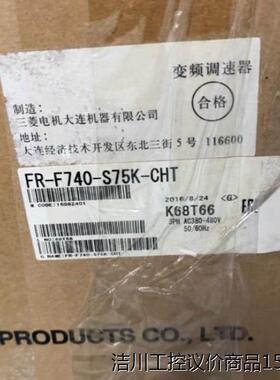 变频调速器
制造：
三菱电机大连机器有限公司
合格
地址：
大连经济技术开发区东北三街5号 116600
FR-F740-S75K-CHT
2016/8/24 <G>
K68T66
3PH AC380-480V
50/60Hz
PRODUCTS CO., LTD.
洁川工控议价商品15